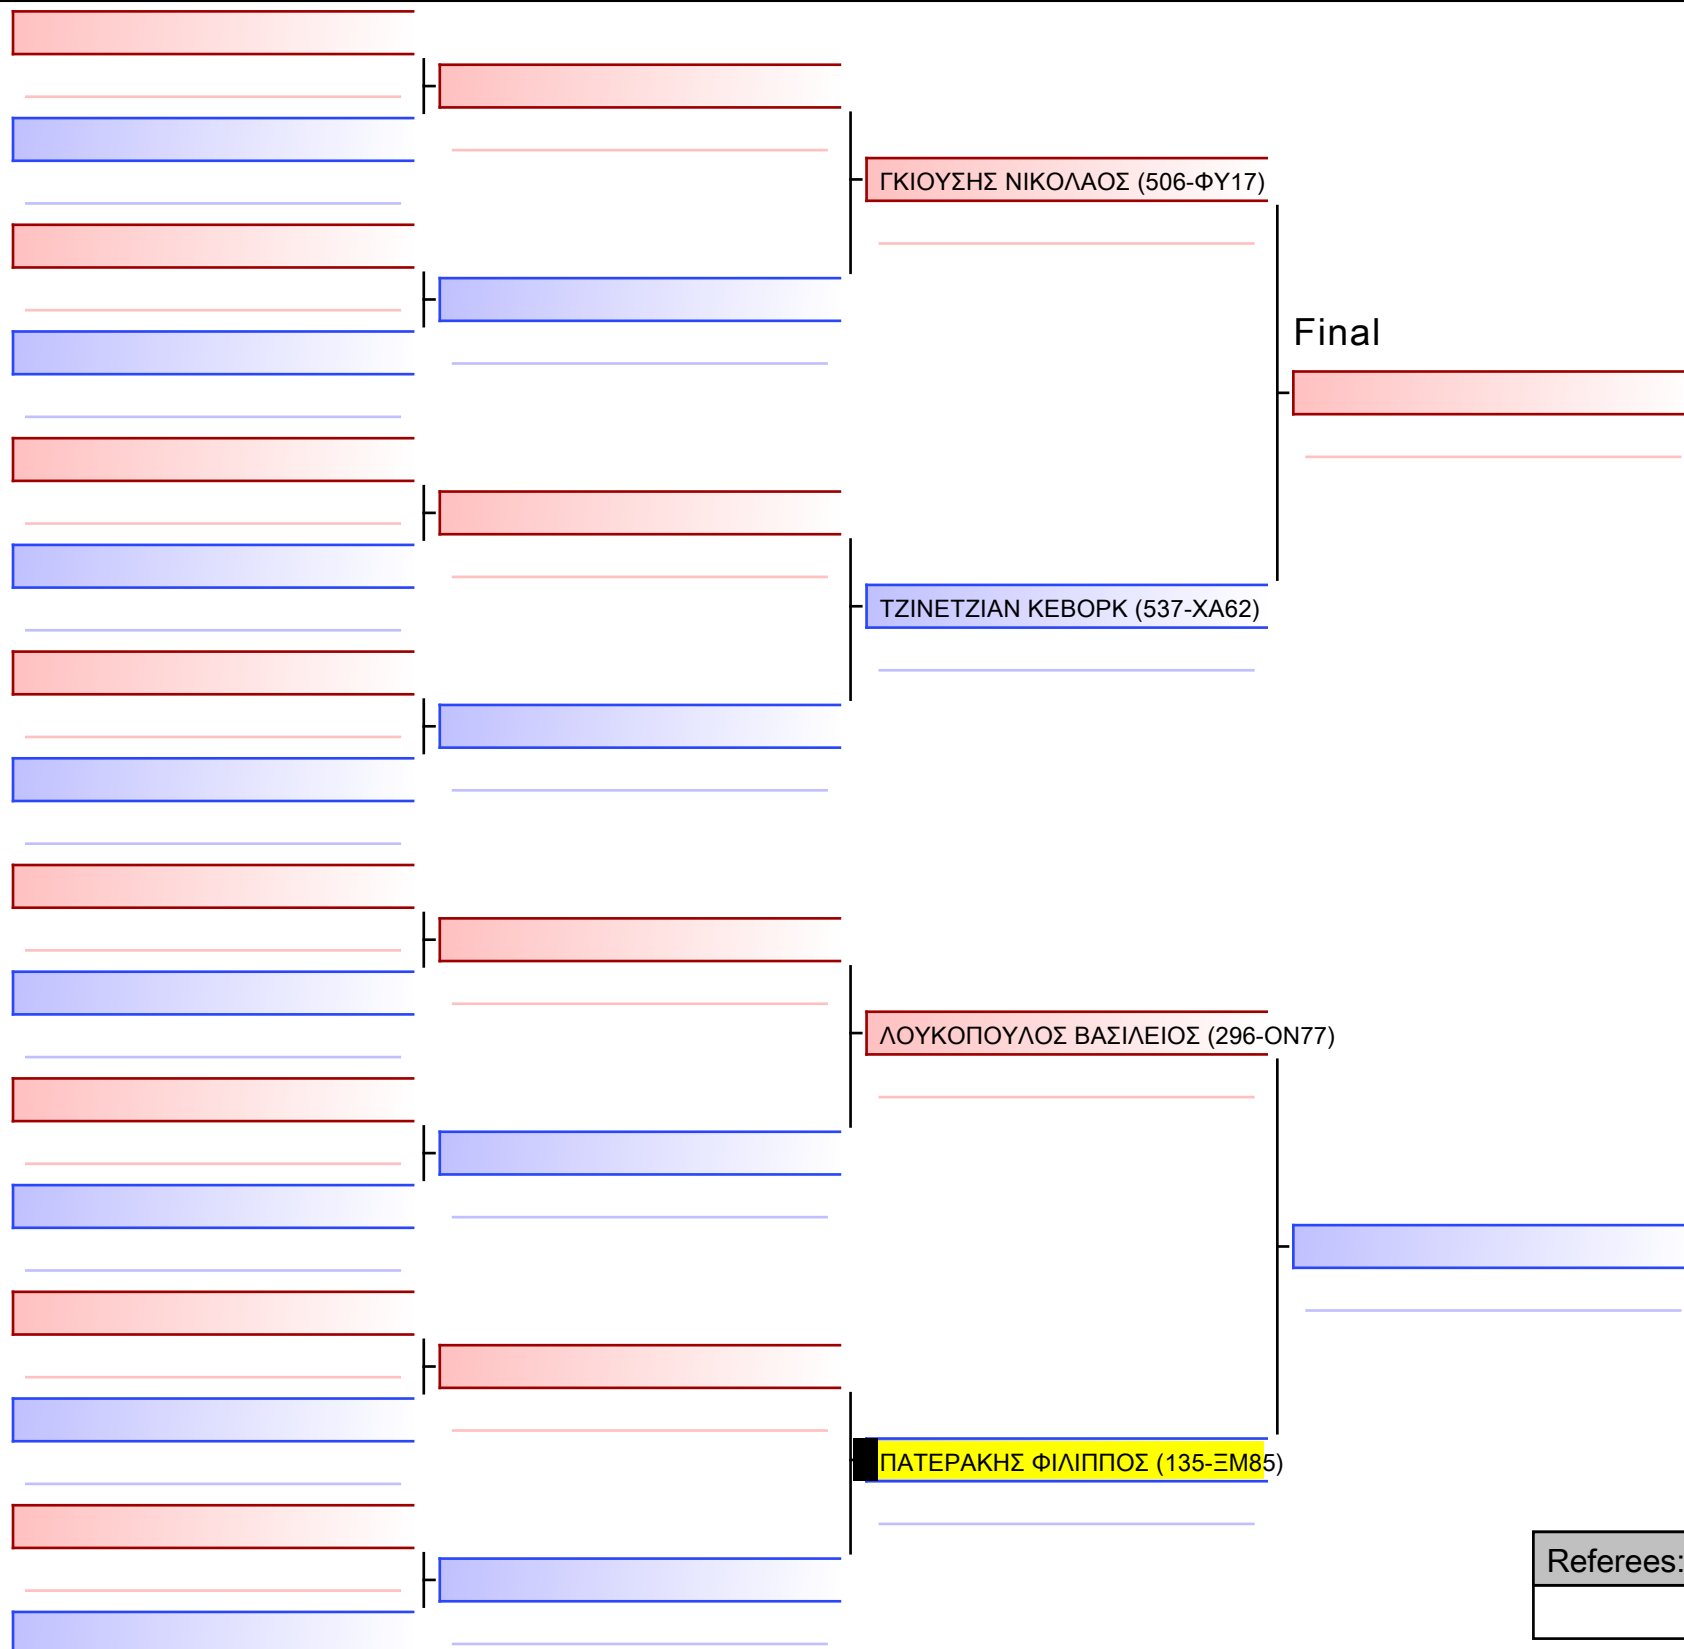 ΓΚΙΟΥΣΗΣ ΝΙΚΟΛΑΟΣ (506-ΦΥ17)
Final
ΤΖΙΝΕΤΖΙΑΝ ΚΕΒΟΡΚ (537-ΧΑ62)
ΛΟΥΚΟΠΟΥΛΟΣ ΒΑΣΙΛΕΙΟΣ (296-ΟΝ77)
ΠΑΤΕΡΑΚΗΣ ΦΙΛΙΠΠΟΣ (135-ΞΜ85)
Referees: